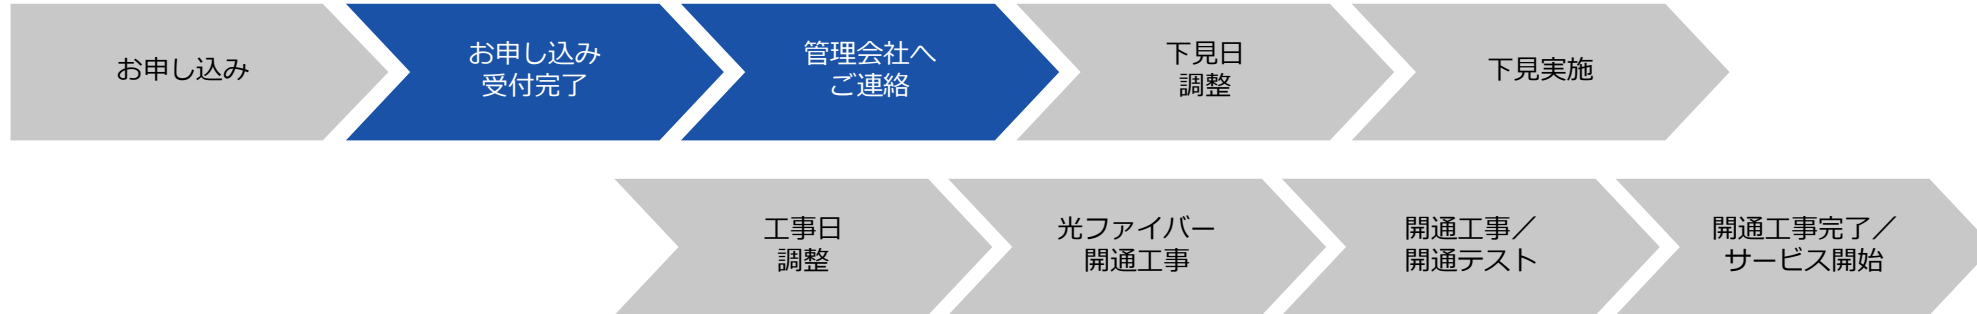 お申し込み
お申し込み
受付完了
管理会社へ
ご連絡
下見日
調整
下見実施
工事日
調整
光ファイバー
開通工事
開通工事／
開通テスト
開通工事完了／
サービス開始